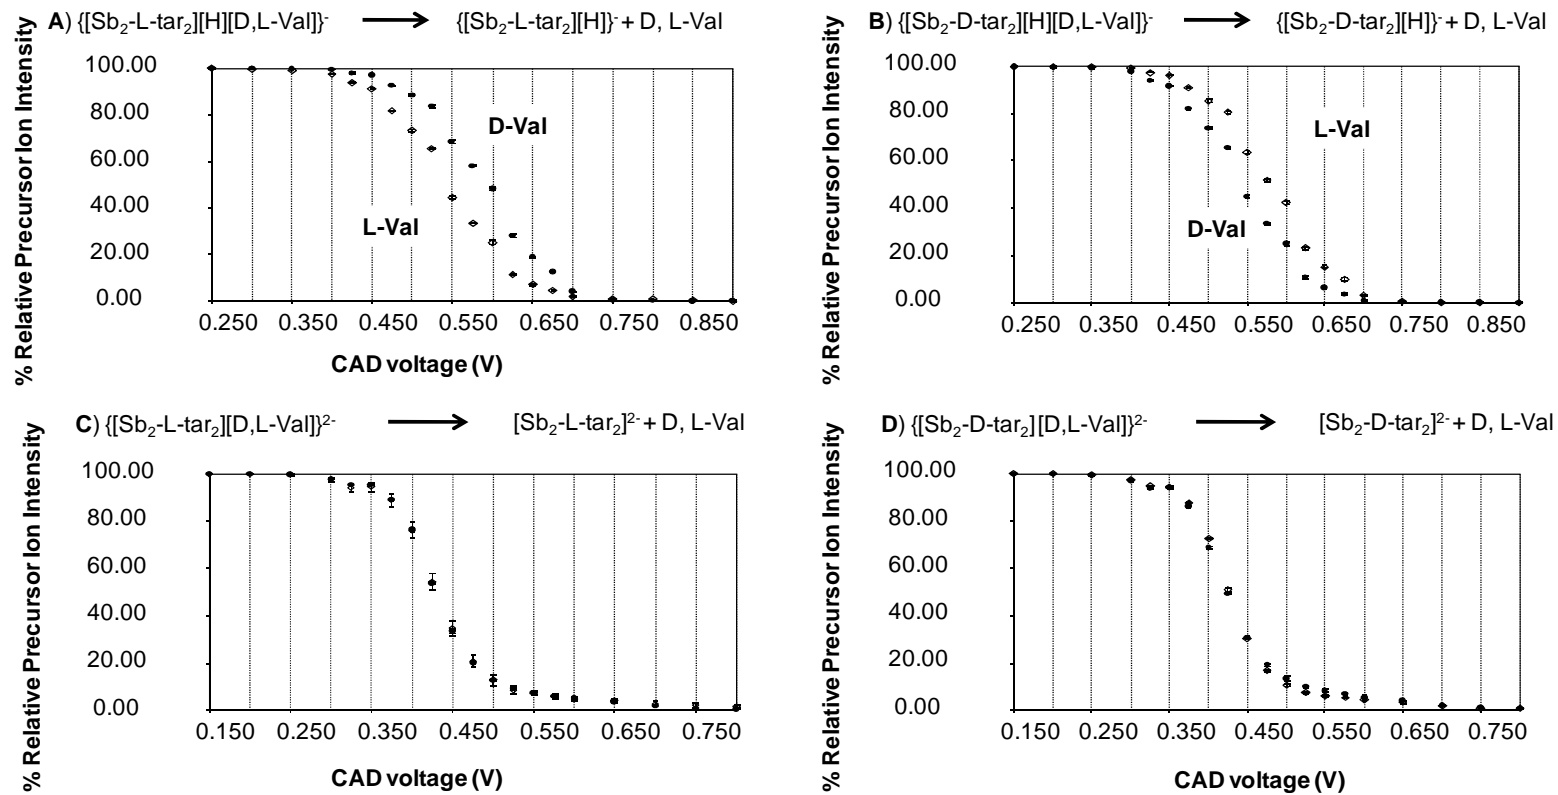 A) {[Sb₂-L-tar₂][H][D,L-Val]}⁻ → {[Sb₂-L-tar₂][H]}⁻ + D, L-Val
% Relative Precursor Ion Intensity
100.00
80.00
60.00
40.00
20.00
0.00
D-Val
L-Val
0.250 0.350 0.450 0.550 0.650 0.750 0.850
CAD voltage (V)
B) {[Sb₂-D-tar₂][H][D,L-Val]}⁻ → {[Sb₂-D-tar₂][H]}⁻ + D, L-Val
% Relative Precursor Ion Intensity
100.00
80.00
60.00
40.00
20.00
0.00
L-Val
D-Val
0.250 0.350 0.450 0.550 0.650 0.750 0.850
C) {[Sb₂-L-tar₂][D,L-Val]}²⁻ → [Sb₂-L-tar₂]²⁻ + D, L-Val
% Relative Precursor Ion Intensity
100.00
80.00
60.00
40.00
20.00
0.00
0.150 0.250 0.350 0.450 0.550 0.650 0.750
CAD voltage (V)
D) {[Sb₂-D-tar₂][D,L-Val]}²⁻ → [Sb₂-D-tar₂]²⁻ + D, L-Val
% Relative Precursor Ion Intensity
100.00
80.00
60.00
40.00
20.00
0.00
0.150 0.250 0.350 0.450 0.550 0.650 0.750
CAD voltage (V)